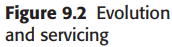 Figure 9.2 Evolution
and servicing